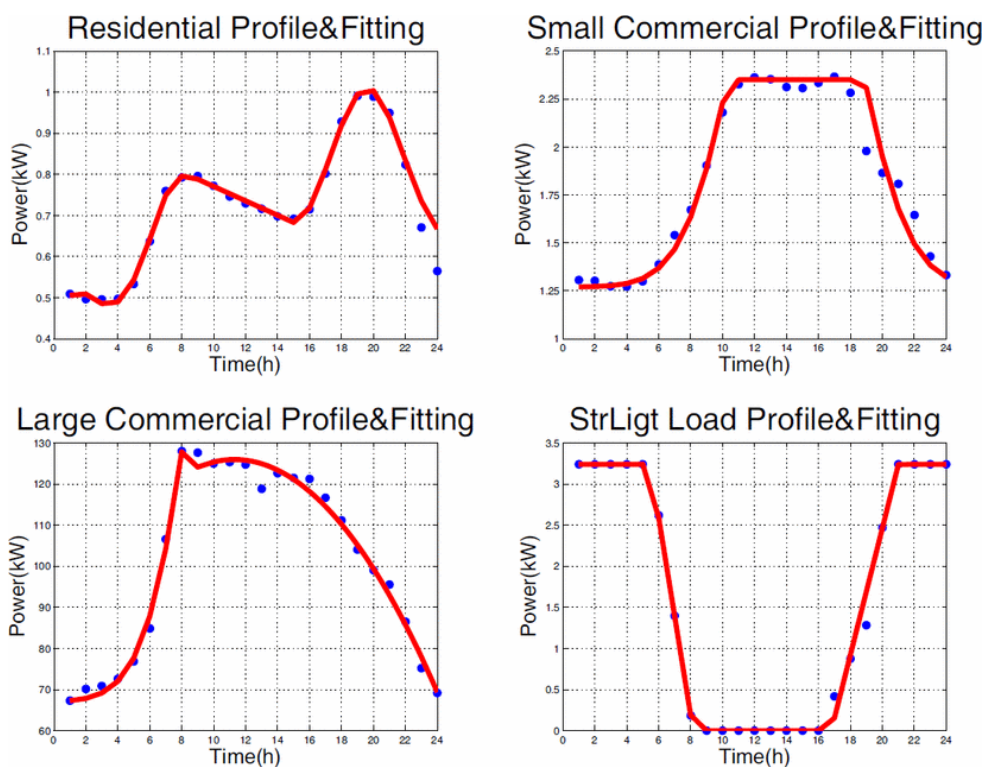 Residential Profile&Fitting
1.1
1
0.9
0.8
0.7
0.6
0.5
0.4
Power(kW)
0 2 4 6 8 10 12 14 16 18 20 22 24
Time(h)
Small Commercial Profile&Fitting
2.5
2.25
2
1.75
1.5
1.25
1
Power(kW)
0 2 4 6 8 10 12 14 16 18 20 22 24
Time(h)
Large Commercial Profile&Fitting
130
120
110
100
90
80
70
60
Power(kW)
0 2 4 6 8 10 12 14 16 18 20 22 24
Time(h)
StrLigt Load Profile&Fitting
3.5
3
2.5
2
1.5
1
0.5
0
Power(kW)
0 2 4 6 8 10 12 14 16 18 20 22 24
Time(h)